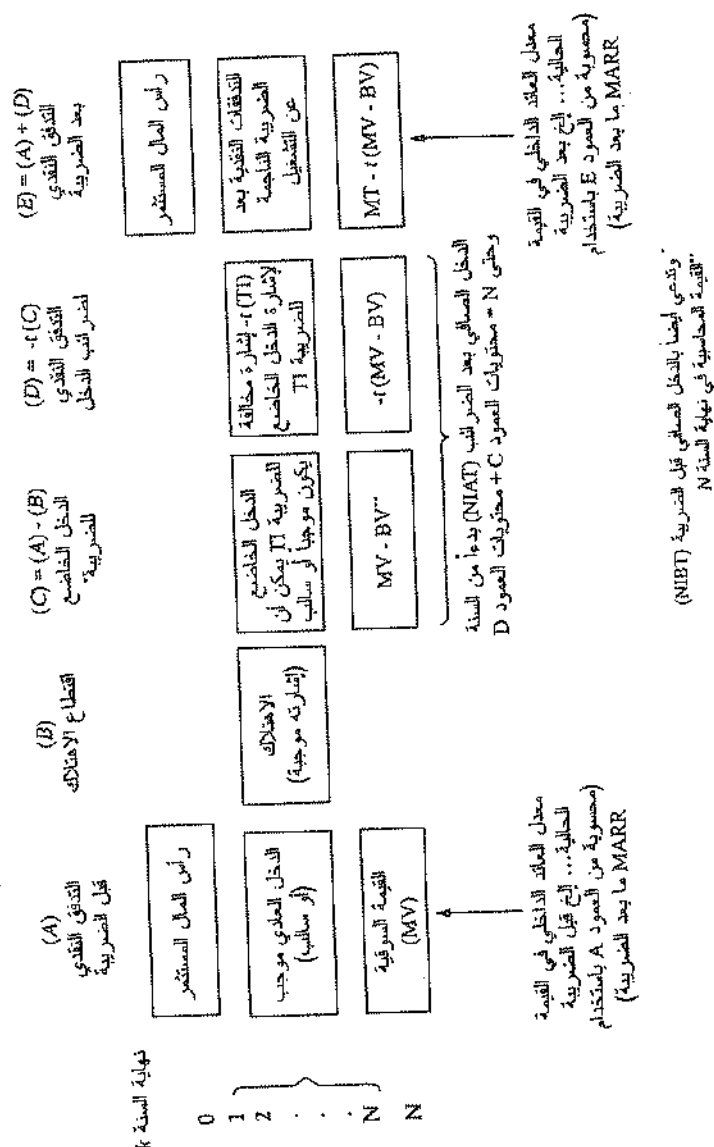 نهاية السنة k
(A)
التدفق النقدي
قبل الضريبة
(B)
اقتطاع الاهتلاك
(C) = (A) - (B)
الدخل الخاضع
للضريبة*
(D) = -t (C)
التدفق النقدي
لضرائب الدخل
(E) = (A) + (D)
التدفق النقدي
بعد الضريبة
0
رأس المال المستثمر
رأس المال المستثمر
1
2
.
.
.
N
الدخل العادي موجب
(أو سالب)
الاهتلاك
(إشارته موجبة)
الدخل الخاضع
للضريبة TI يمكن أن
يكون موجباً أو سالب
-t (TI) إشارة مخالفة
لإشارة الدخل الخاضع
للضريبة TI
التدفقات النقدية بعد
الضريبة الناجمة
عن التشغيل
N
القيمة السوقية
(MV)
MV - BV**
-t (MV - BV)
MT - t (MV - BV)
معدل العائد الداخلي في القيمة
الحالية... إلخ قبل الضريبة
(محسوبة من العمود A باستخدام
MARR ما بعد الضريبة)
الدخل الصافي بعد الضرائب (NIAT) بدءاً من السنة
وحتى N = محتويات العمود C + محتويات العمود D
معدل العائد الداخلي في القيمة
الحالية... إلخ بعد الضريبة
(محسوبة من العمود E باستخدام
MARR ما بعد الضريبة)
* وتدعى أيضاً بالدخل الصافي قبل الضريبة (NIBT)
** القيمة المحاسبية في نهاية السنة N